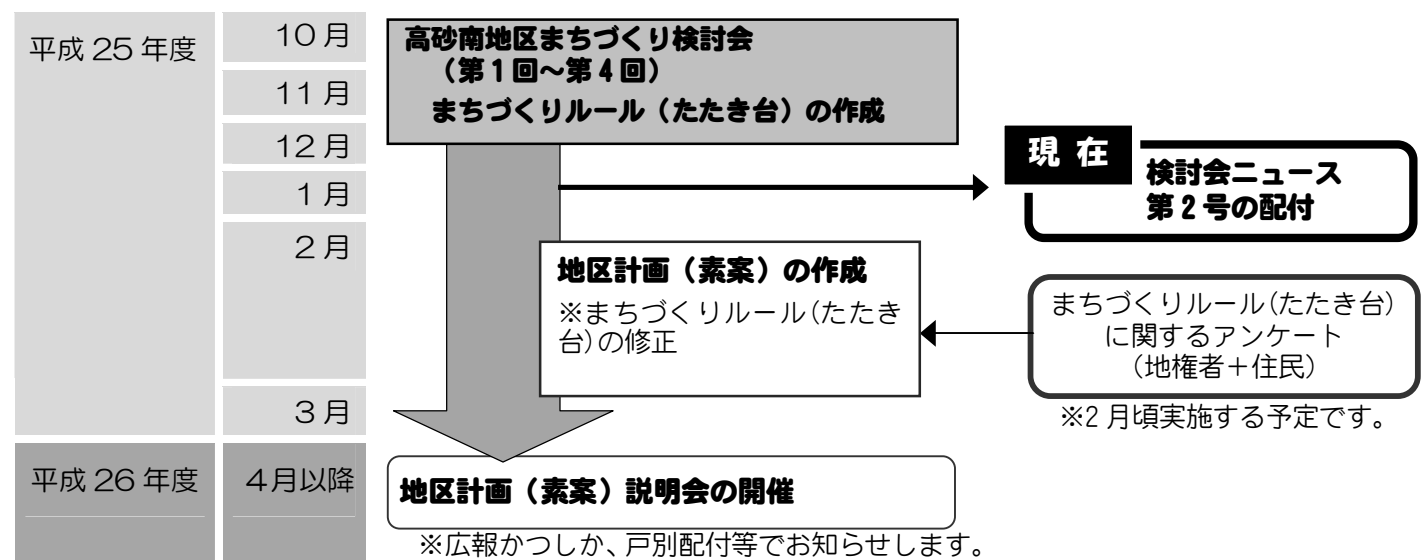 平成 25 年度
10 月
11 月
12 月
1 月
2 月
3 月
平成 26 年度
4月以降
高砂南地区まちづくり検討会
（第1回～第4回）
まちづくりルール（たたき台）の作成
現 在
検討会ニュース
第2号の配付
地区計画（素案）の作成
※まちづくりルール(たたき
台)の修正
まちづくりルール(たたき台)
に関するアンケート
（地権者＋住民）
※2 月頃実施する予定です。
地区計画（素案）説明会の開催
※広報かつしか、戸別配付等でお知らせします。